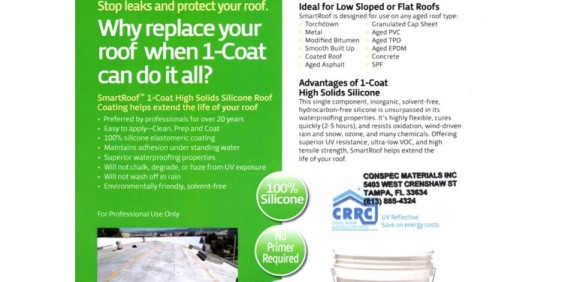 Stop leaks and protect your roof.
Why replace your
roof when 1-Coat
can do it all?
SmartRoof™ 1-Coat High Solids Silicone Roof
Coating helps extend the life of your roof
• Preferred by professionals for over 20 years
• Easy to apply—Clean, Prep and Coat
• 100% silicone elastomeric coating
• Maintains adhesion under standing water
• Superior waterproofing properties
• Will not chalk, degrade, or haze from UV exposure
• Will not wash off in rain
• Environmentally friendly, solvent-free
For Professional Use Only
100%
Silicone
No
Primer
Required
Ideal for Low Sloped or Flat Roofs
SmartRoof is designed for use on any aged roof type:
- Torchdown
- Metal
- Modified Bitumen
- Smooth Built Up
- Coated Roof
- Aged Asphalt
- Granulated Cap Sheet
- Aged PVC
- Aged TPO
- Aged EPDM
- Concrete
- SPF
Advantages of 1-Coat
High Solids Silicone
This single component, inorganic, solvent-free,
hydrocarbon-free silicone is unsurpassed in its
waterproofing properties. It's highly flexible, cures
quickly (2-5 hours), and resists oxidation, wind-driven
rain and snow, ozone, and many chemicals. Offering
superior UV resistance, ultra-low VOC, and high
tensile strength, SmartRoof helps extend the
life of your roof.
CONSPEC MATERIALS INC
5403 WEST CRENSHAW ST
TAMPA, FL 33634
(813) 885-4324
CRRC
UV Reflective
Save on energy costs